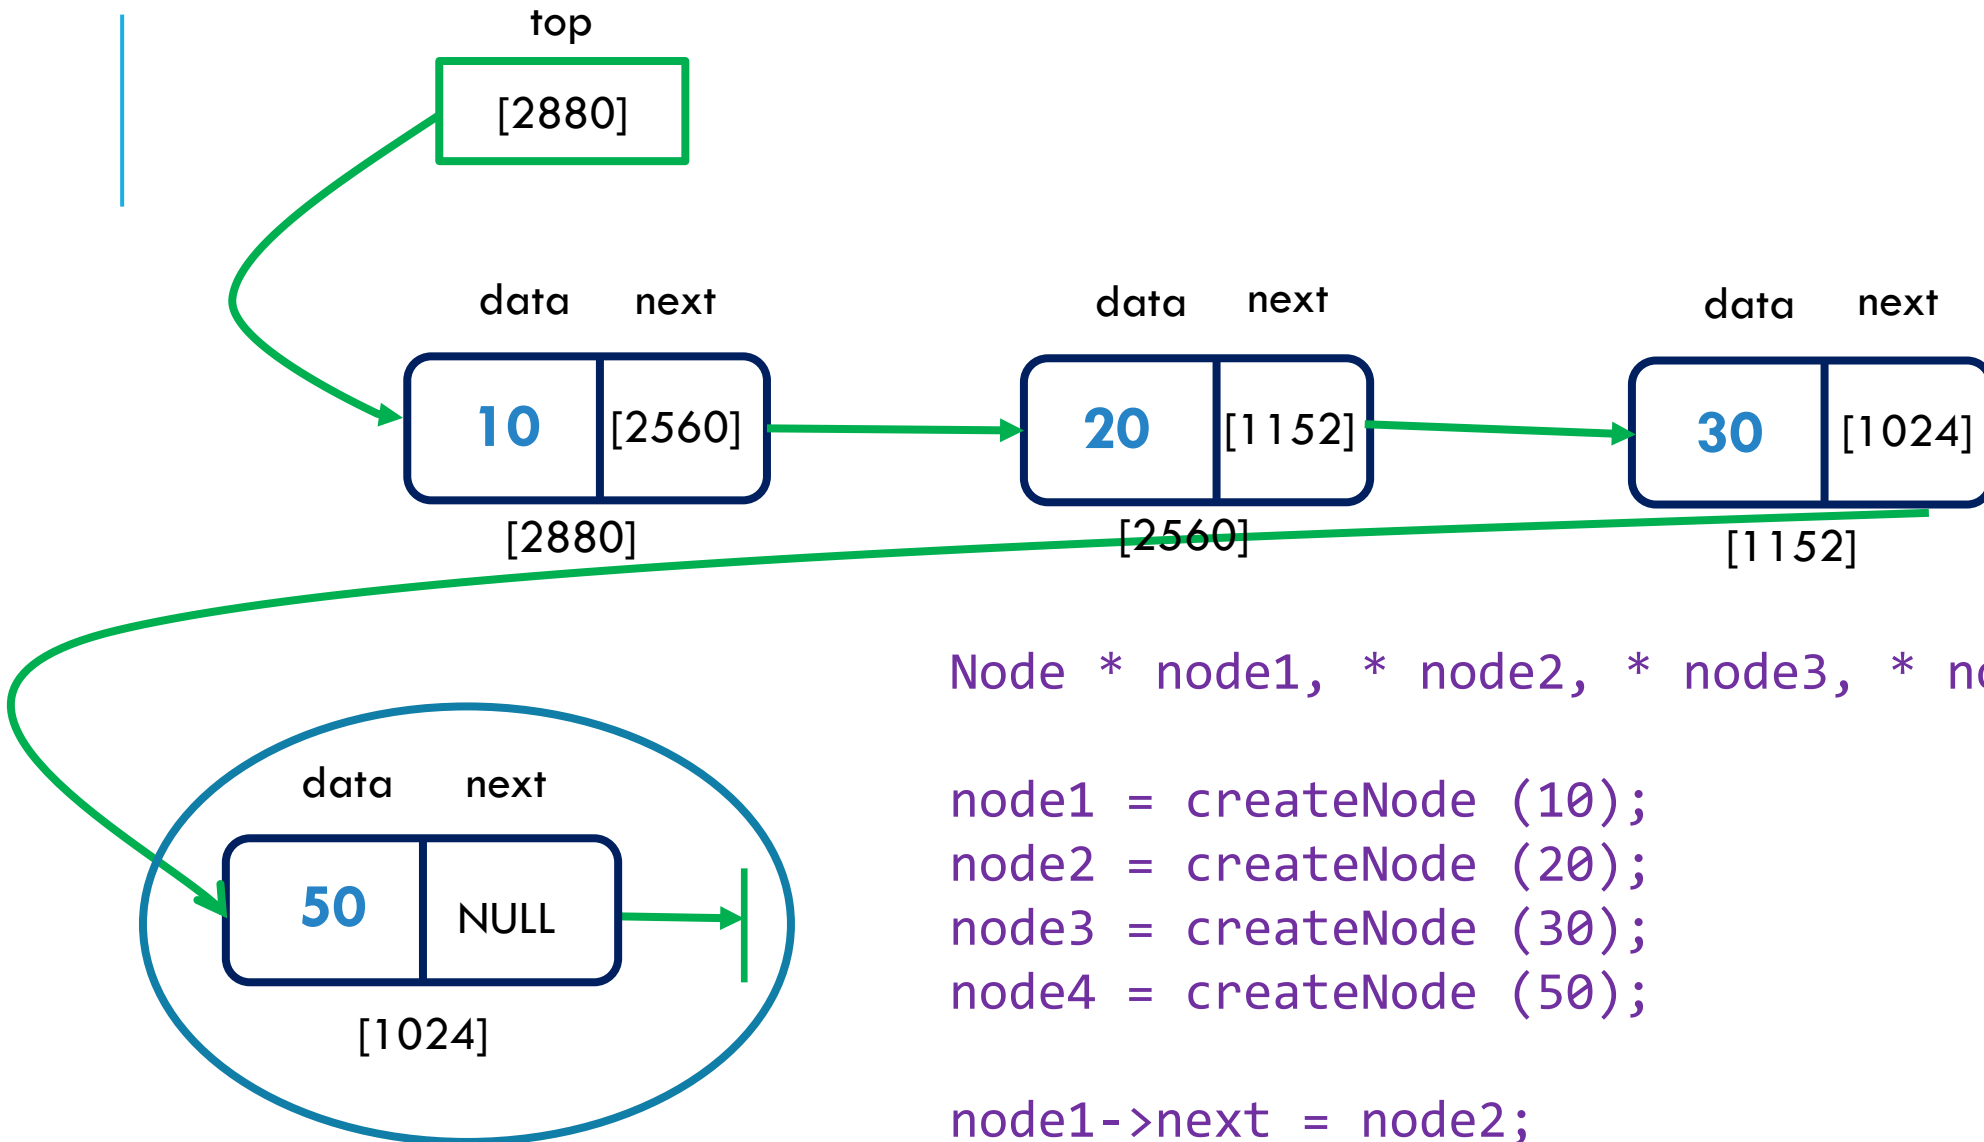 top
[2880]
data next data next data next
10 [2560] 20 [1152] 30 [1024]
[2880] [2560] [1152]
Node * node1, * node2, * node3, *
data next
50 NULL
[1024]
node1 = createNode (10);
node2 = createNode (20);
node3 = createNode (30);
node4 = createNode (50);
node1->next = node2;